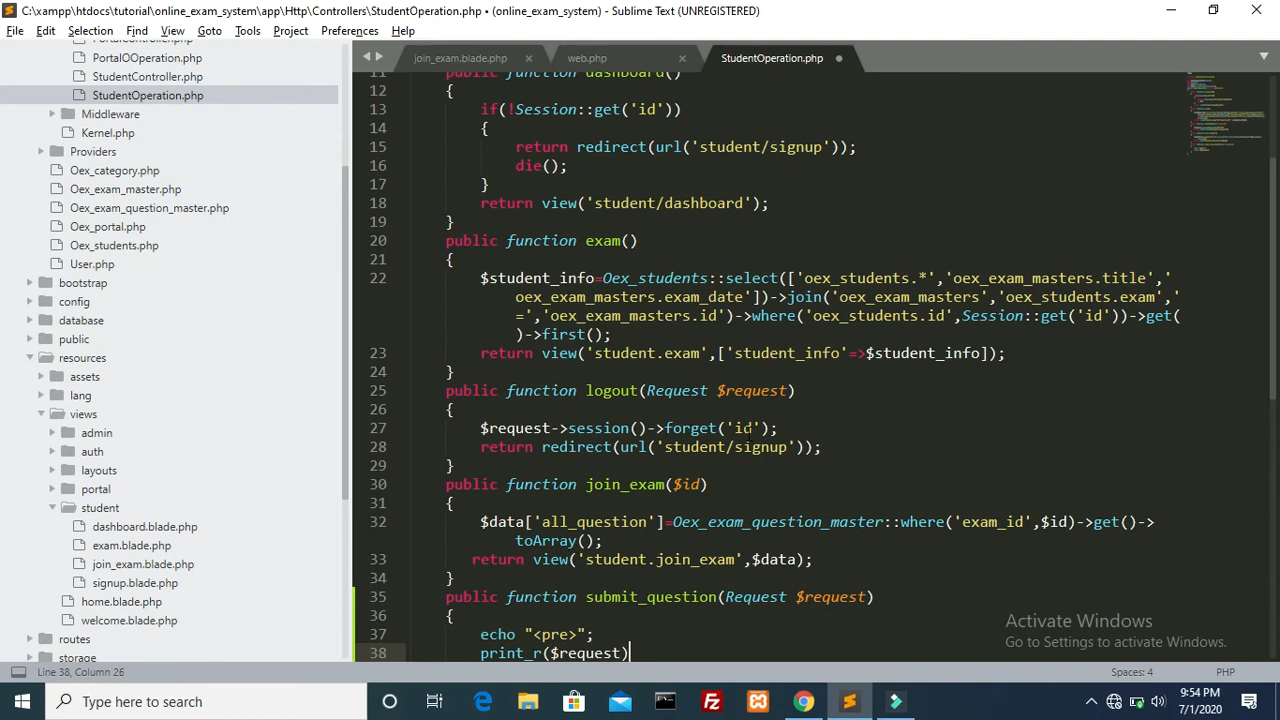 C:\xampp\htdocs\tutorial\online_exam_system\app\Http\Controllers\StudentOperation.php • (online_exam_system) - Sublime Text (UNREGISTERED)
File Edit Selection Find View Goto Tools Project Preferences Help
join_exam.blade.php × web.php × StudentOperation.php
PortalController.php
PortalOOperation.php
StudentController.php
StudentOperation.php
Middleware
Kernel.php
Providers
Oex_category.php
Oex_exam_master.php
Oex_exam_question_master.php
Oex_portal.php
Oex_students.php
User.php
bootstrap
config
database
public
resources
assets
lang
views
admin
auth
layouts
portal
student
dashboard.blade.php
exam.blade.php
join_exam.blade.php
signup.blade.php
home.blade.php
welcome.blade.php
routes
storage
11 public function dashboard()
12 {
13 if(!Session::get('id'))
14 {
15 return redirect(url('student/signup'));
16 die();
17 }
18 return view('student/dashboard');
19 }
20 public function exam()
21 {
22 $student_info=Oex_students::select(['oex_students.*','oex_exam_masters.title','
oex_exam_masters.exam_date'])->join('oex_exam_masters','oex_students.exam','
=','oex_exam_masters.id')->where('oex_students.id',Session::get('id'))->get(
)->first();
23 return view('student.exam',['student_info'=>$student_info]);
24 }
25 public function logout(Request $request)
26 {
27 $request->session()->forget('id');
28 return redirect(url('student/signup'));
29 }
30 public function join_exam($id)
31 {
32 $data['all_question']=Oex_exam_question_master::where('exam_id',$id)->get()->
toArray();
33 return view('student.join_exam',$data);
34 }
35 public function submit_question(Request $request)
36 {
37 echo "<pre>";
38 print_r($request)
Activate Windows
Go to Settings to activate Windows.
Line 38, Column 26 Spaces: 4 PHP
Type here to search
9:54 PM
7/1/2020